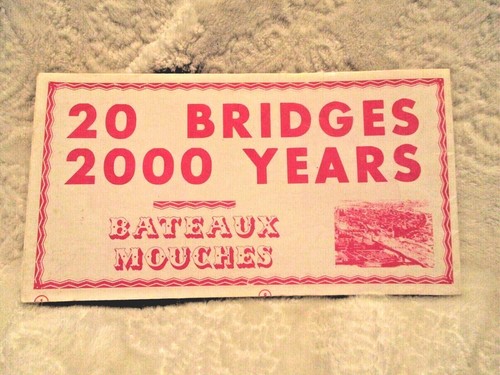 20 BRIDGES
2000 YEARS
BATEAUX
MOUCHES